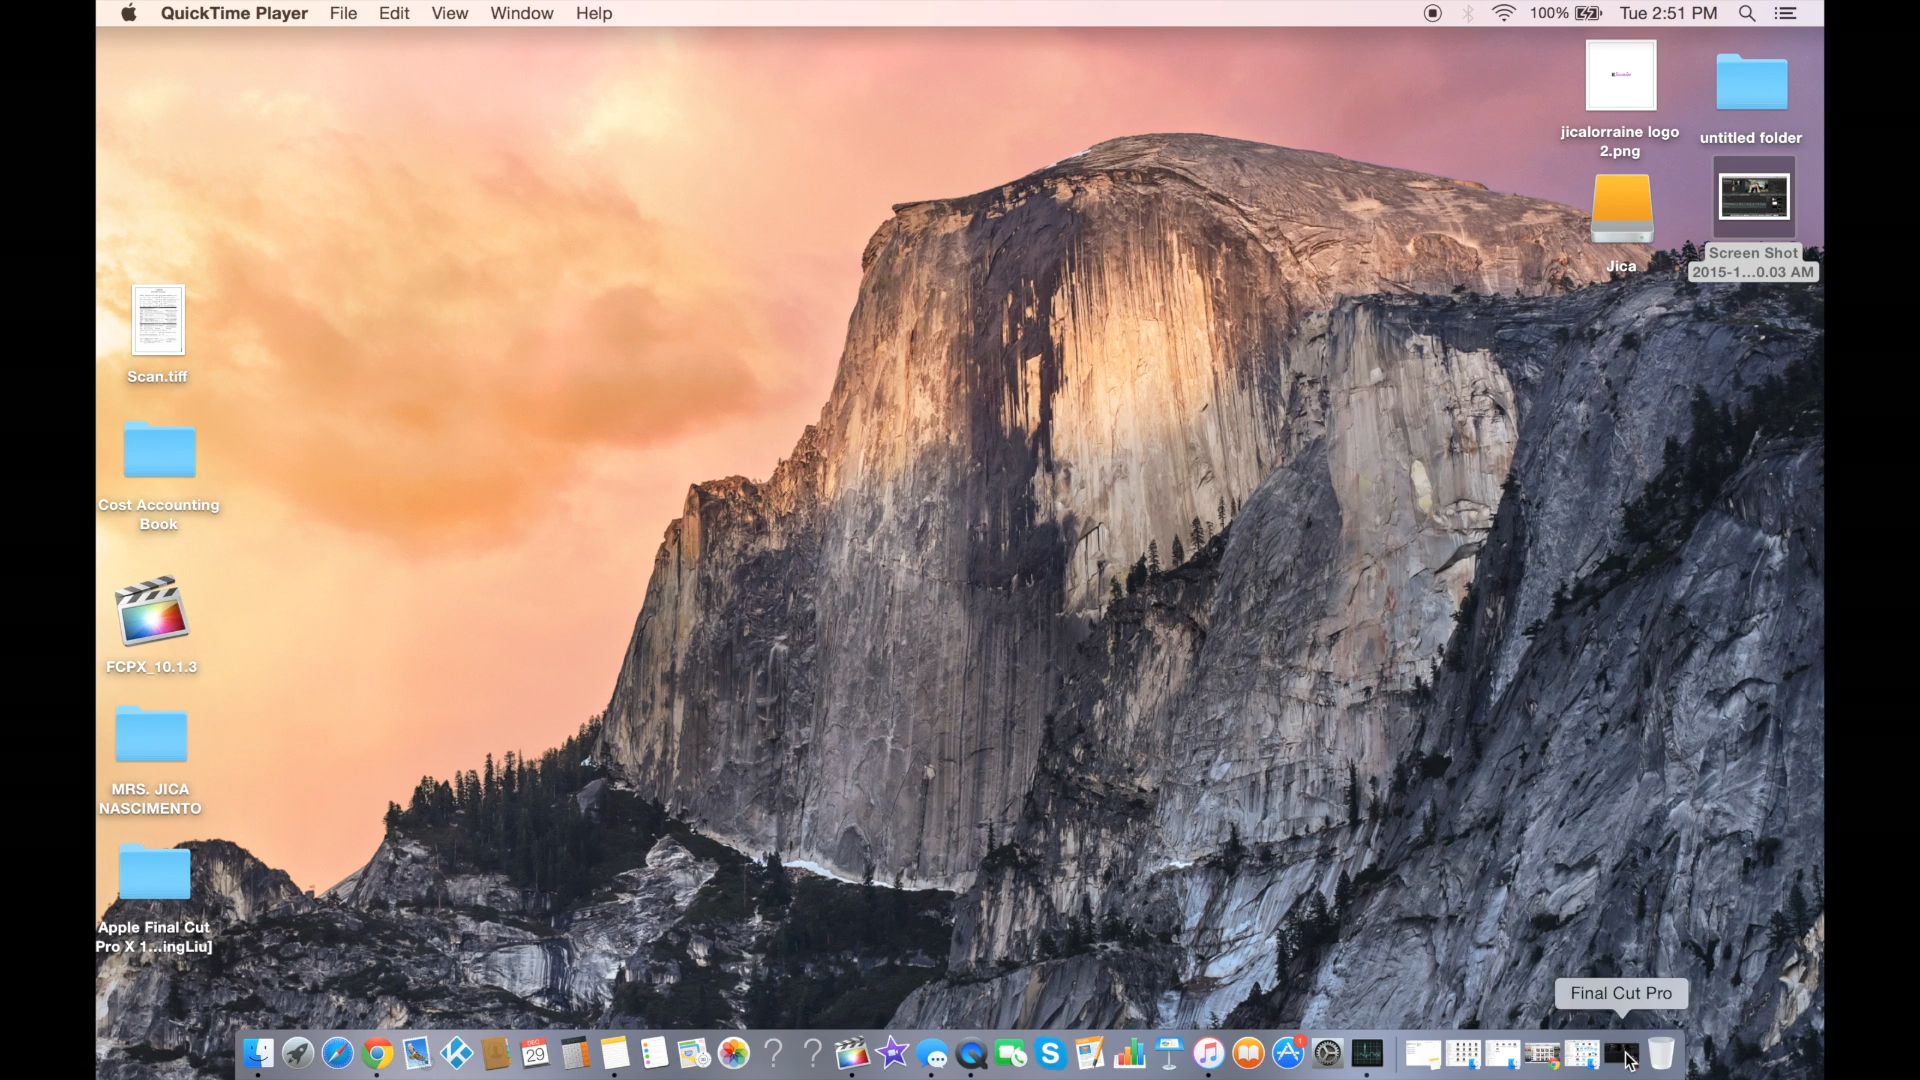 QuickTime Player File Edit View Window Help 100% Tue 2:51 PM
jicalorraine logo
2.png
untitled folder
Jica
Screen Shot
2015-1...0.03 AM
Scan.tiff
Cost Accounting
Book
FCPX_10.1.3
MRS. JICA
NASCIMENTO
Apple Final Cut
Pro X 1...ingLiu]
Final Cut Pro
DEC
29
1